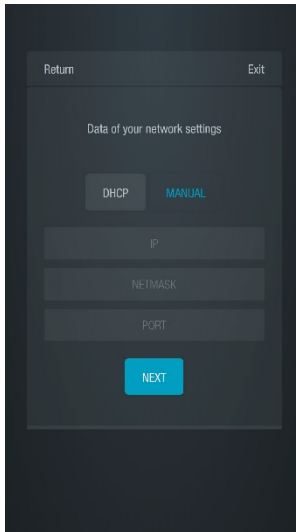 Return Exit
Data of your network settings
DHCP MANUAL
IP
NETMASK
PORT
NEXT